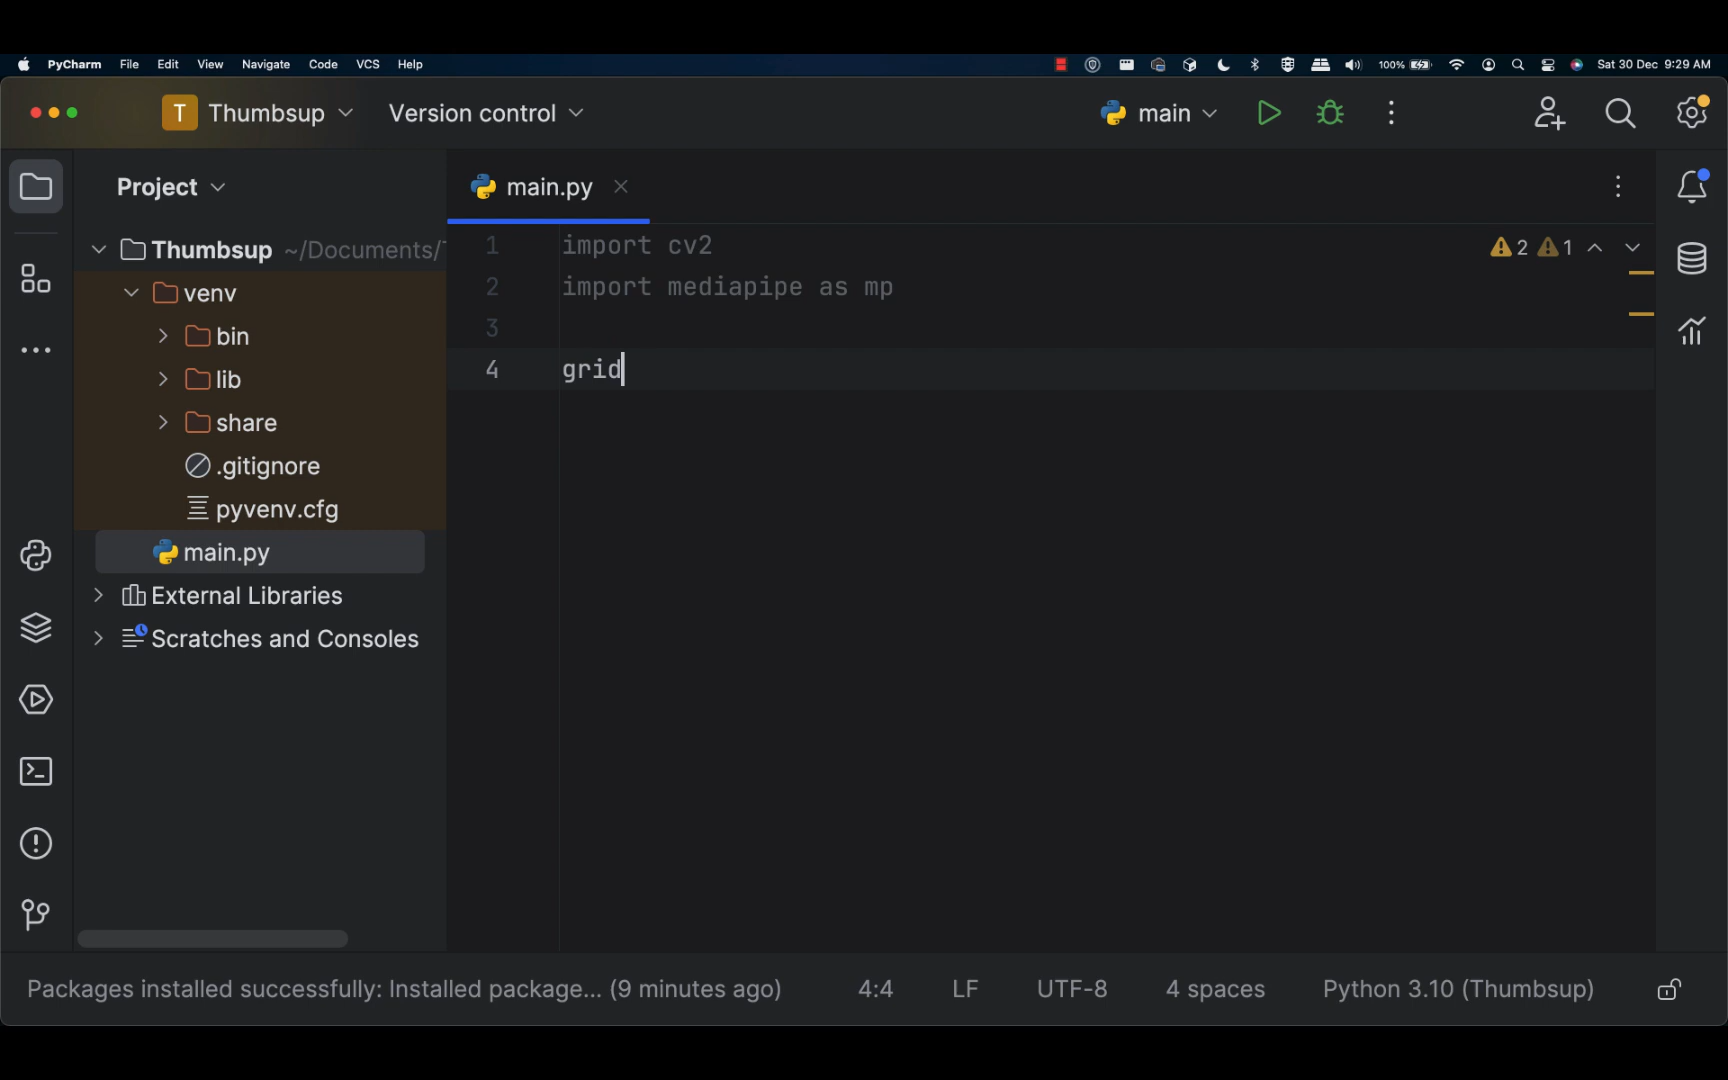 PyCharm File Edit View Navigate Code VCS Help 100% Sat 30 Dec 9:29 AM
T Thumbsup Version control main
Project
main.py
Thumbsup ~/Documents/T
venv
bin
lib
share
.gitignore
pyvenv.cfg
main.py
External Libraries
Scratches and Consoles
1 import cv2
2 import mediapipe as mp
3
4 grid
2 1
Packages installed successfully: Installed package... (9 minutes ago) 4:4 LF UTF-8 4 spaces Python 3.10 (Thumbsup)